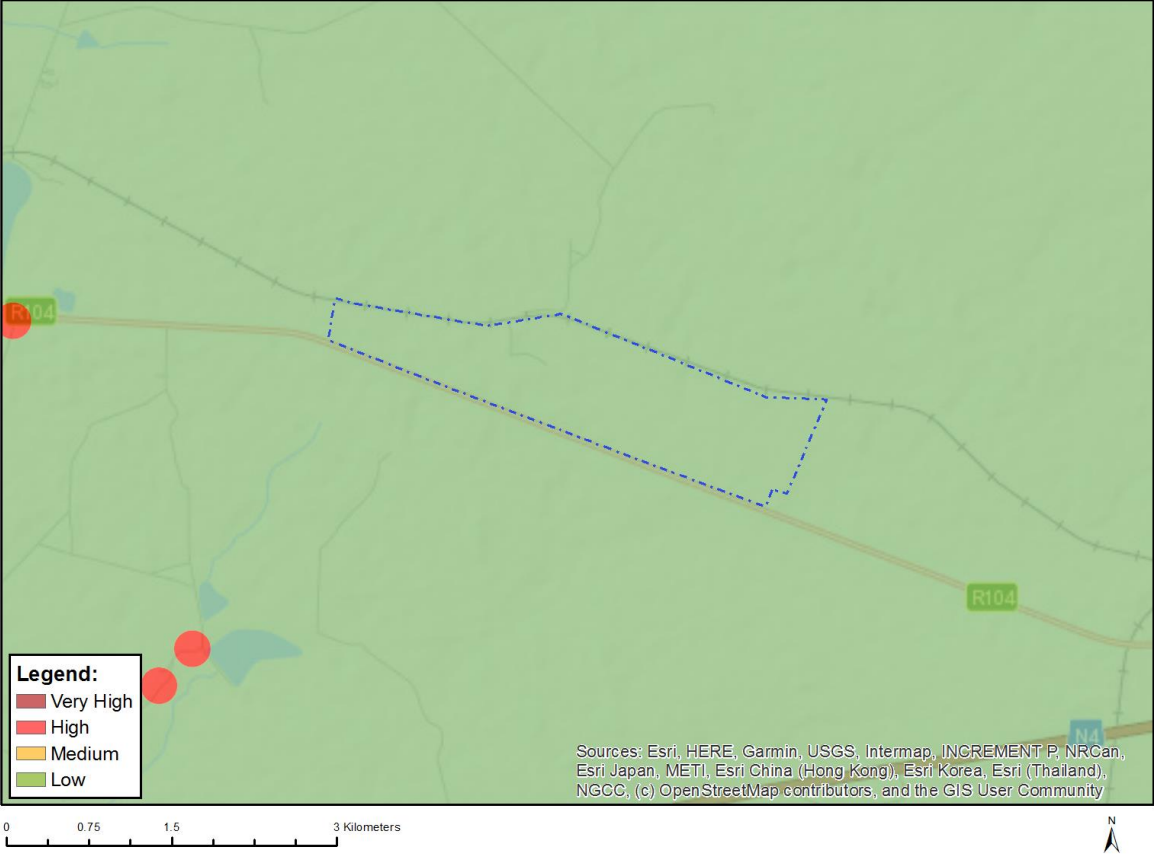 R104
R104
N4
Legend:
Very High
High
Medium
Low
Sources: Esri, HERE, Garmin, USGS, Intermap, INCREMENT P, NRCan,
Esri Japan, METI, Esri China (Hong Kong), Esri Korea, Esri (Thailand),
NGCC, (c) OpenStreetMap contributors, and the GIS User Community
0 0.75 1.5 3 Kilometers
N